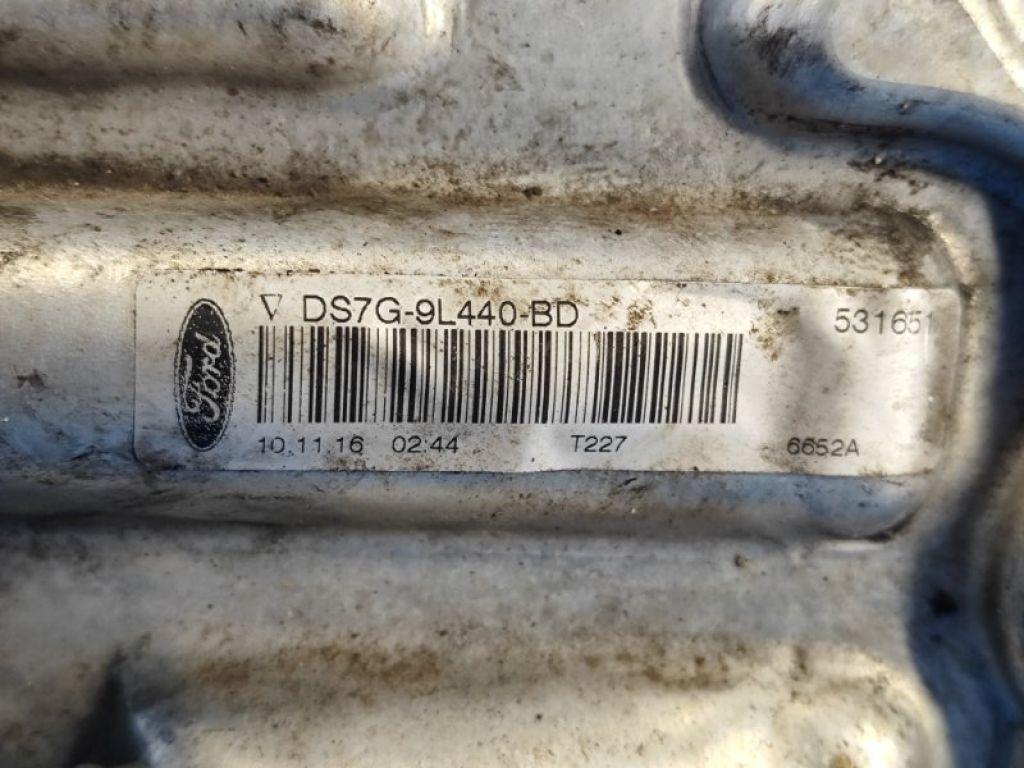 Ford
DS7G-9L440-BD 531651
10.11.16 02:44 T227 6652A